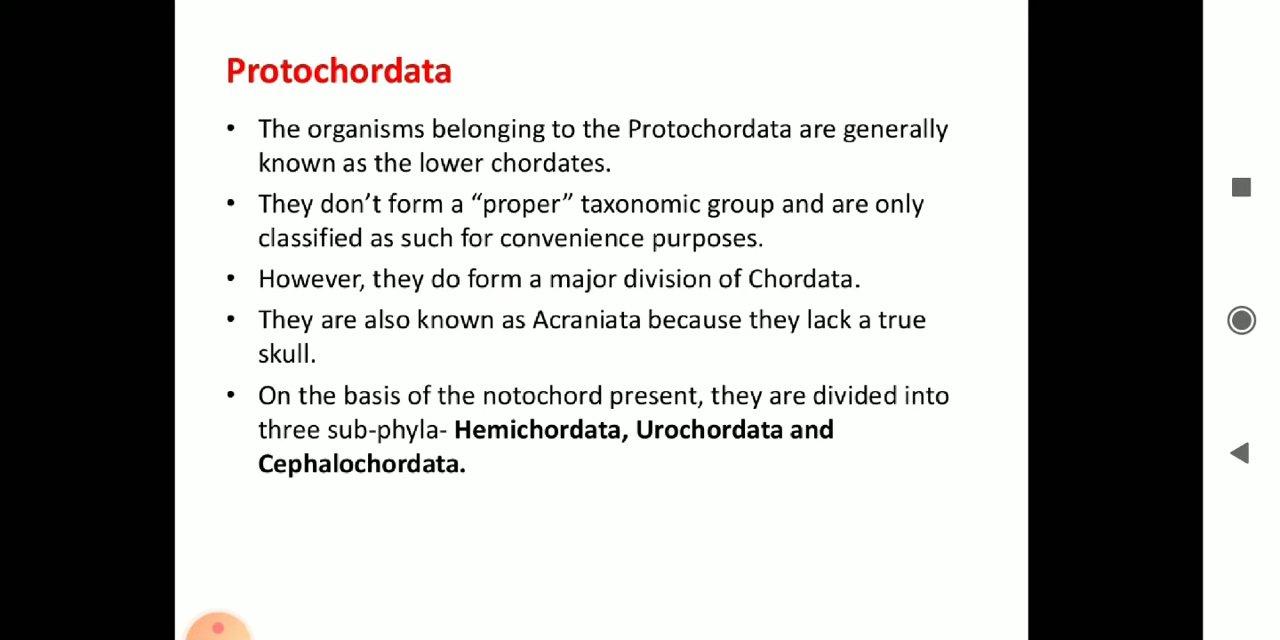 Protochordata
• The organisms belonging to the Protochordata are generally
known as the lower chordates.
• They don’t form a “proper” taxonomic group and are only
classified as such for convenience purposes.
• However, they do form a major division of Chordata.
• They are also known as Acraniata because they lack a true
skull.
• On the basis of the notochord present, they are divided into
three sub-phyla- Hemichordata, Urochordata and
Cephalochordata.